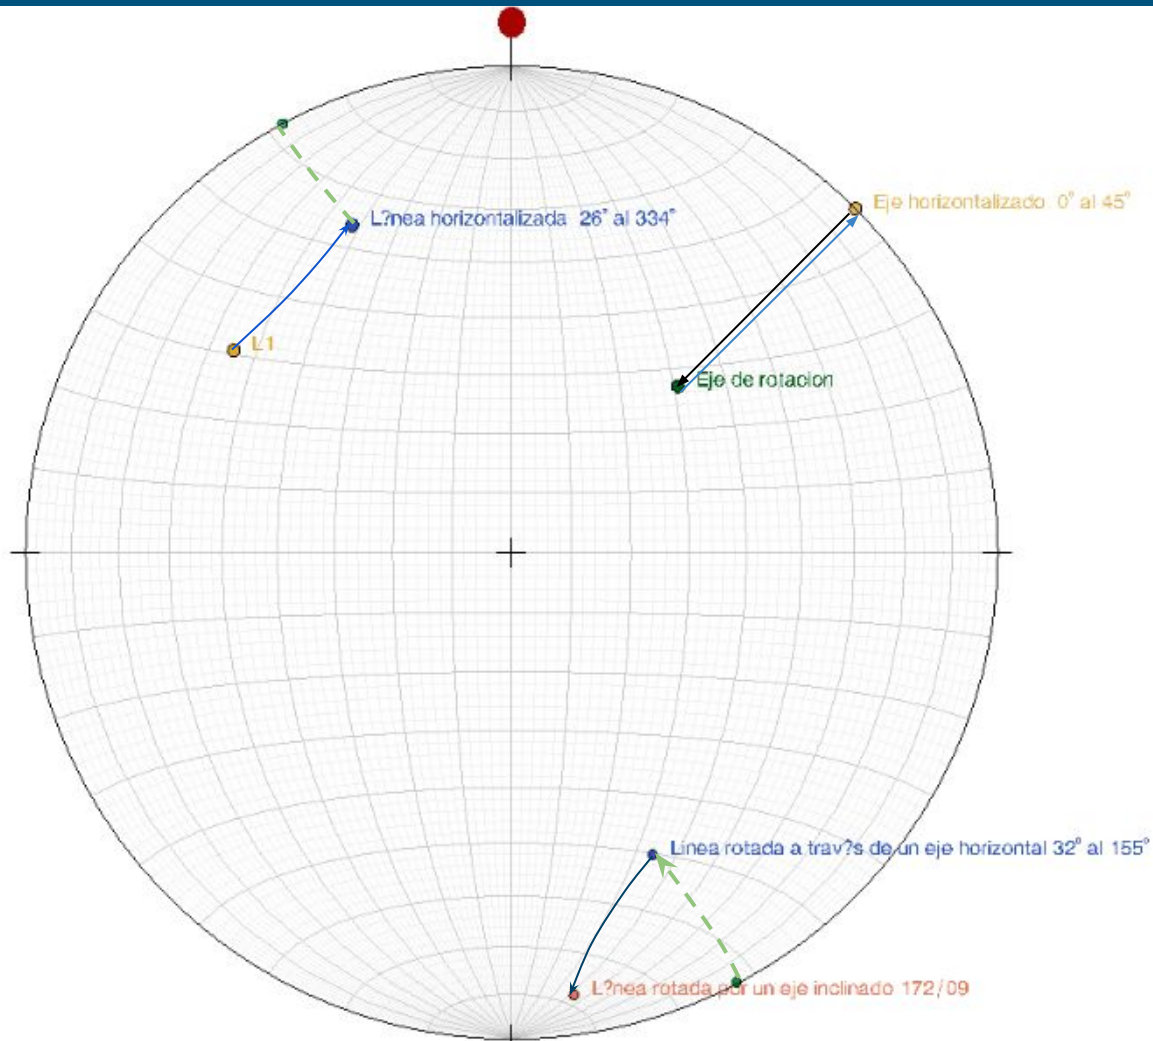 Eje horizontalizado 0° al 45°
L?nea horizontalizada 26° al 334°
L1
Eje de rotacion
Linea rotada a trav?s de un eje horizontal 32° al 155°
L?nea rotada por un eje inclinado 172/09